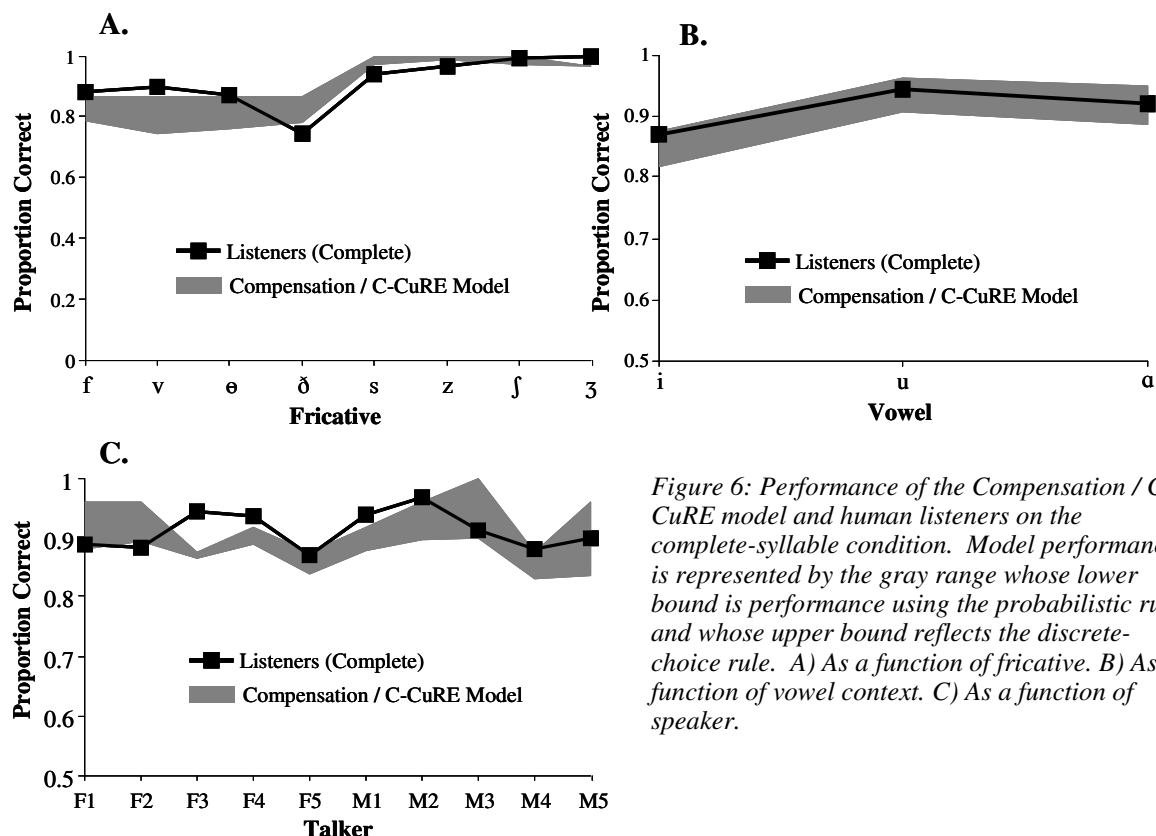 A.
Proportion Correct
1
0.8
0.6
0.4
0.2
0
Listeners (Complete)
Compensation / C-CuRE Model
f v ɵ ð s z ʃ ʒ
Fricative
B.
Proportion Correct
1
0.9
0.8
0.7
0.6
0.5
Listeners (Complete)
Compensation / C-CuRE Model
i u ɑ
Vowel
C.
Proportion Correct
1
0.9
0.8
0.7
0.6
0.5
Listeners (Complete)
Compensation / C-CuRE Model
F1 F2 F3 F4 F5 M1 M2 M3 M4 M5
Talker
Figure 6: Performance of the Compensation /
CuRE model and human listeners on the
complete-syllable condition. Model
is represented by the gray range whose lower
bound is performance using the probabilistic
and whose upper bound reflects the discrete-
choice rule. A) As a function of fricative. B) As
function of vowel context. C) As a function of
speaker.